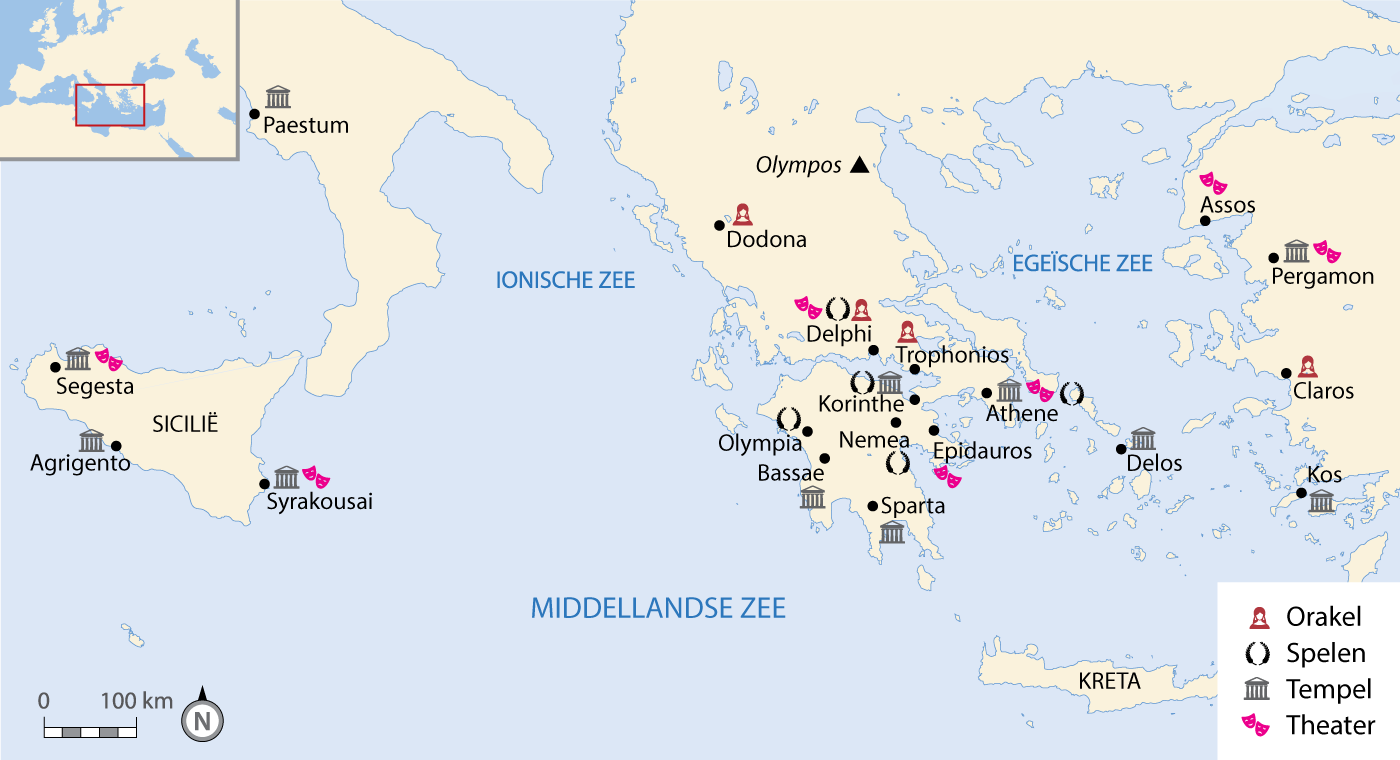 Paestum
Olympos
Dodona
Assos
IONISCHE ZEE
EGEÏSCHE ZEE
Pergamon
Delphi
Trophonios
Segesta
SICILIË
Korinthe
Athene
Claros
Agrigento
Olympia
Nemea
Epidauros
Delos
Bassae
Kos
Syrakousai
Sparta
MIDDELLANDSE ZEE
KRETA
0 100 km
N
Orakel
Spelen
Tempel
Theater